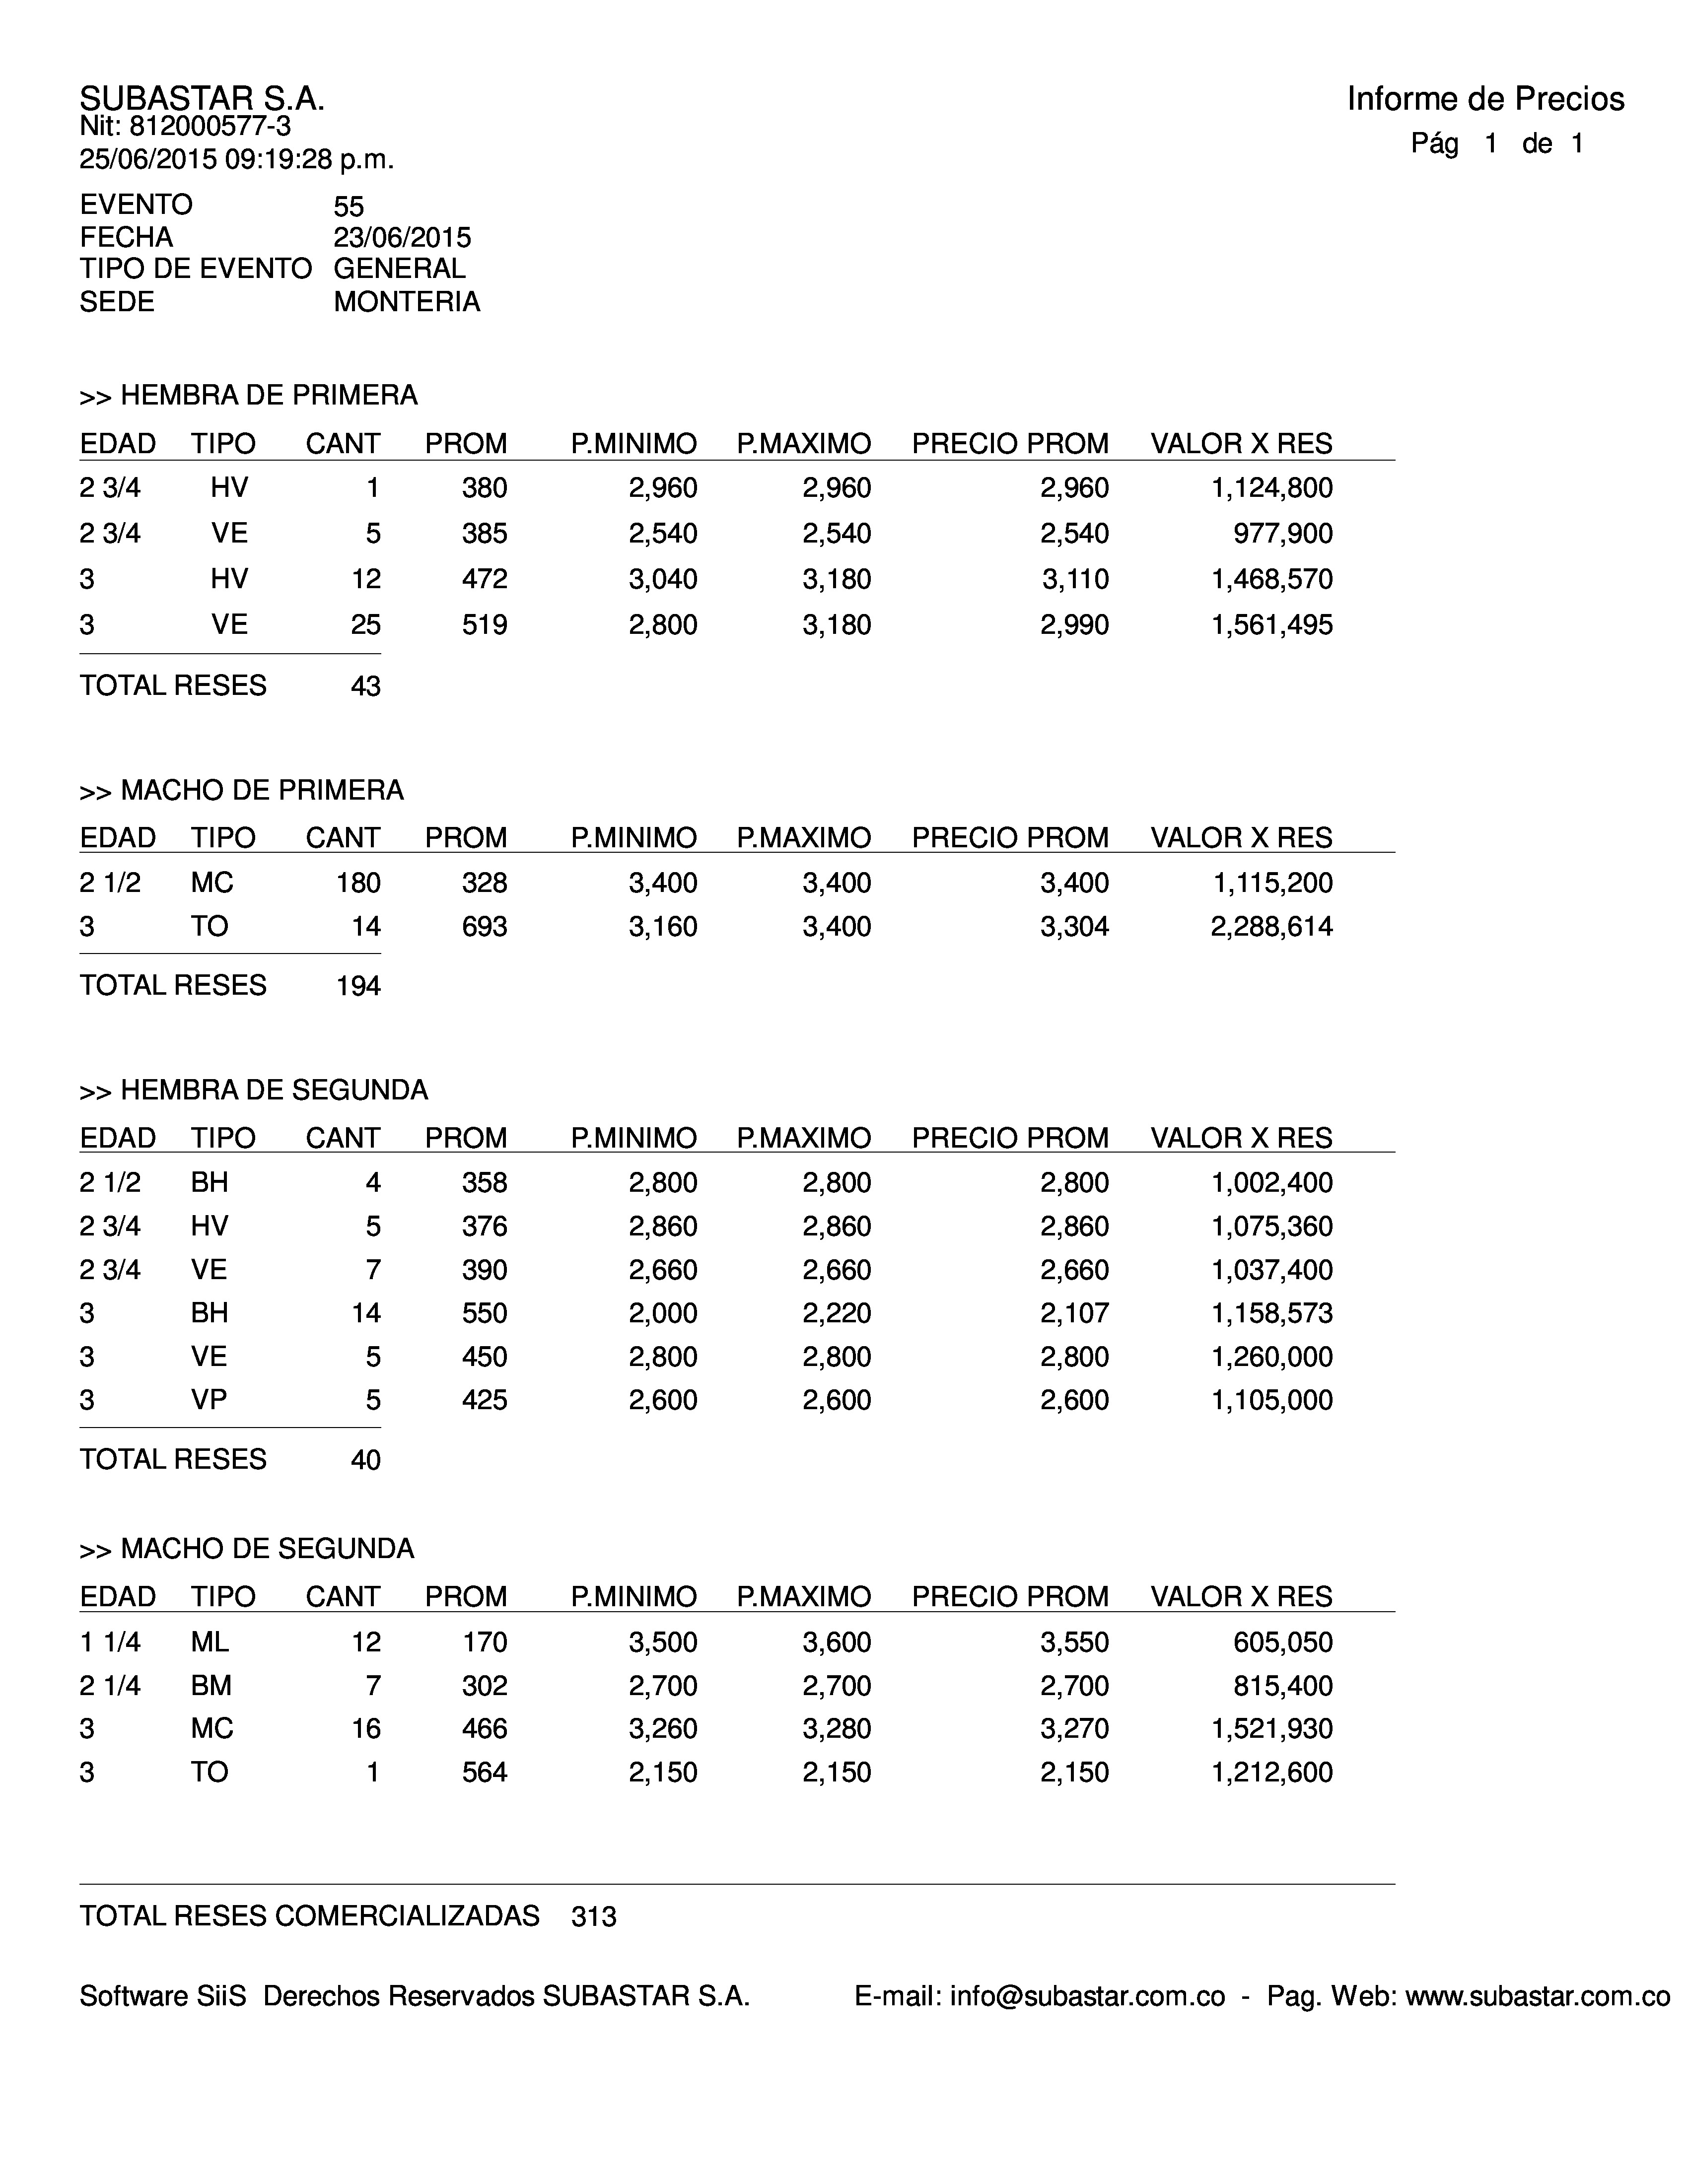 SUBASTAR S.A.
Informe de Precios
Nit: 812000577-3
Pág 1 de 1
25/06/2015 09:19:28 p.m.
EVENTO 55
FECHA 23/06/2015
TIPO DE EVENTO GENERAL
SEDE MONTERIA
>> HEMBRA DE PRIMERA
EDAD TIPO CANT PROM P.MINIMO P.MAXIMO PRECIO PROM VALOR X RES
2 3/4 HV 1 380 2,960 2,960 2,960 1,124,800
2 3/4 VE 5 385 2,540 2,540 2,540 977,900
3 HV 12 472 3,040 3,180 3,110 1,468,570
3 VE 25 519 2,800 3,180 2,990 1,561,495
TOTAL RESES 43
>> MACHO DE PRIMERA
EDAD TIPO CANT PROM P.MINIMO P.MAXIMO PRECIO PROM VALOR X RES
2 1/2 MC 180 328 3,400 3,400 3,400 1,115,200
3 TO 14 693 3,160 3,400 3,304 2,288,614
TOTAL RESES 194
>> HEMBRA DE SEGUNDA
EDAD TIPO CANT PROM P.MINIMO P.MAXIMO PRECIO PROM VALOR X RES
2 1/2 BH 4 358 2,800 2,800 2,800 1,002,400
2 3/4 HV 5 376 2,860 2,860 2,860 1,075,360
2 3/4 VE 7 390 2,660 2,660 2,660 1,037,400
3 BH 14 550 2,000 2,220 2,107 1,158,573
3 VE 5 450 2,800 2,800 2,800 1,260,000
3 VP 5 425 2,600 2,600 2,600 1,105,000
TOTAL RESES 40
>> MACHO DE SEGUNDA
EDAD TIPO CANT PROM P.MINIMO P.MAXIMO PRECIO PROM VALOR X RES
1 1/4 ML 12 170 3,500 3,600 3,550 605,050
2 1/4 BM 7 302 2,700 2,700 2,700 815,400
3 MC 16 466 3,260 3,280 3,270 1,521,930
3 TO 1 564 2,150 2,150 2,150 1,212,600
TOTAL RESES COMERCIALIZADAS 313
Software SiiS Derechos Reservados SUBASTAR S.A. E-mail: info@subastar.com.co - Pag. Web: www.subastar.com.co